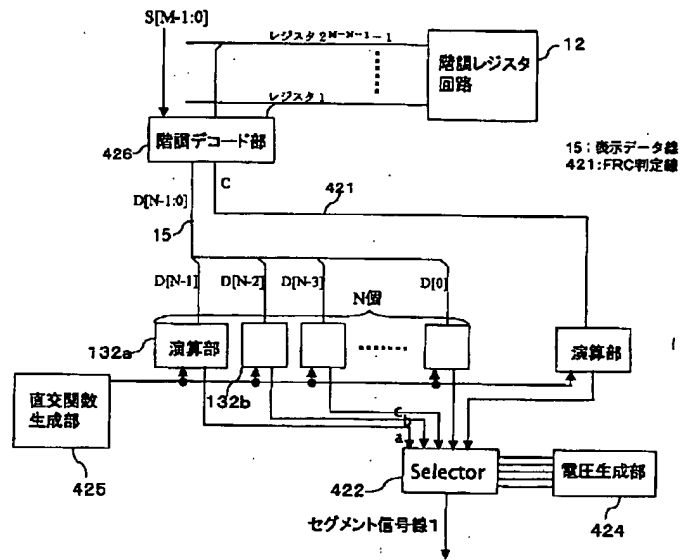 S[M-1:0]
レジスタ2^M-N-1-1
12
階調レジスタ
回路
レジスタ1
階調デコード部
426
15:表示データ線
421:FRC判定線
C
421
D[N-1:0]
15
D[N-1]
D[N-2]
D[N-3]
D[0]
N個
132a
演算部
演算部
132b
直交関数
生成部
425
c
b
a
Selector
422
電圧生成部
424
セグメント信号線1